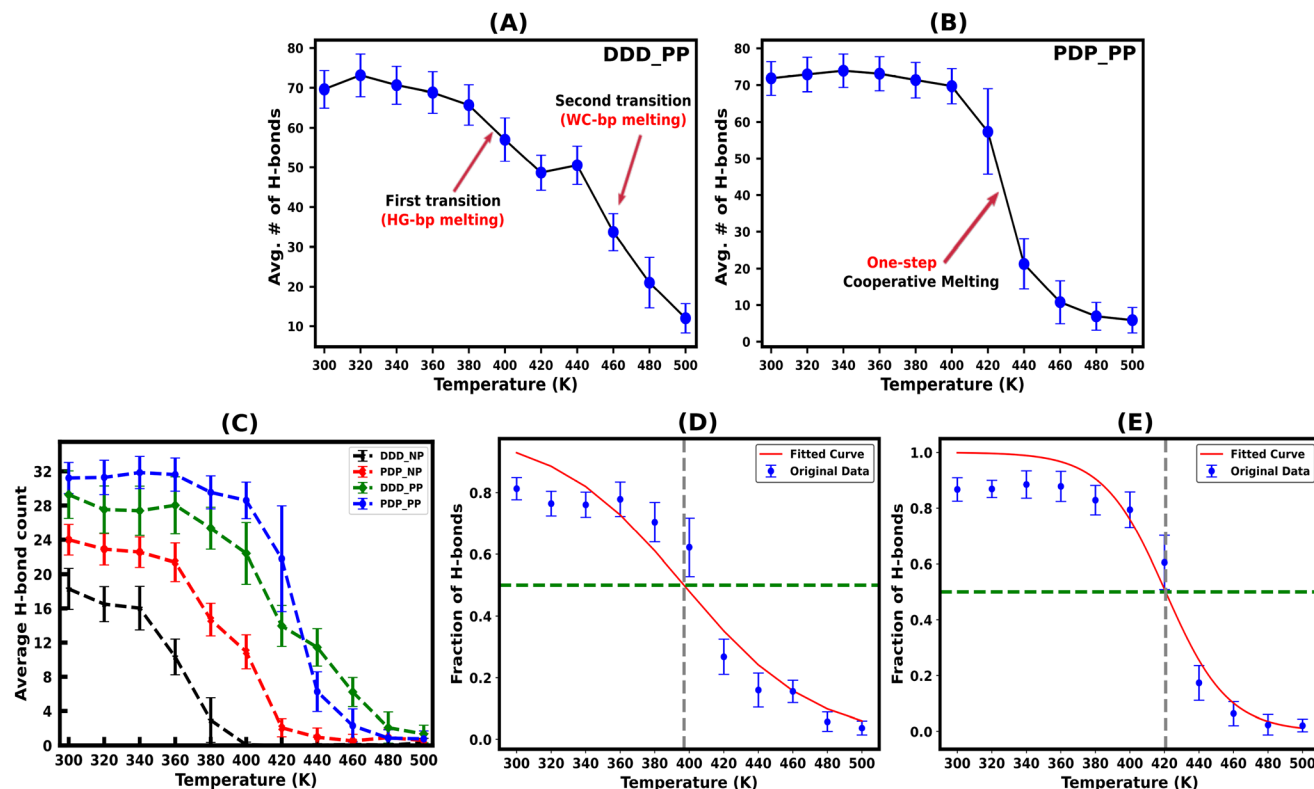 (A)
DDD_PP
Avg. # of H-bonds
80
70
60
50
40
30
20
10
Second transition
(WC-bp melting)
First transition
(HG-bp melting)
300 320 340 360 380 400 420 440 460 480 500
Temperature (K)
(B)
PDP_PP
Avg. # of H-bonds
80
70
60
50
40
30
20
10
0
One-step
Cooperative Melting
300 320 340 360 380 400 420 440 460 480 500
Temperature (K)
(C)
Average H-bond count
32
28
24
20
16
12
8
4
0
DDD_NP
PDP_NP
DDD_PP
PDP_PP
300 320 340 360 380 400 420 440 460 480 500
Temperature (K)
(D)
Fraction of H-bonds
0.8
0.6
0.4
0.2
0.0
Fitted Curve
Original Data
300 320 340 360 380 400 420 440 460 480 500
Temperature (K)
(E)
Fraction of H-bonds
1.0
0.8
0.6
0.4
0.2
0.0
Fitted Curve
Original Data
300 320 340 360 380 400 420 440 460 480 500
Temperature (K)